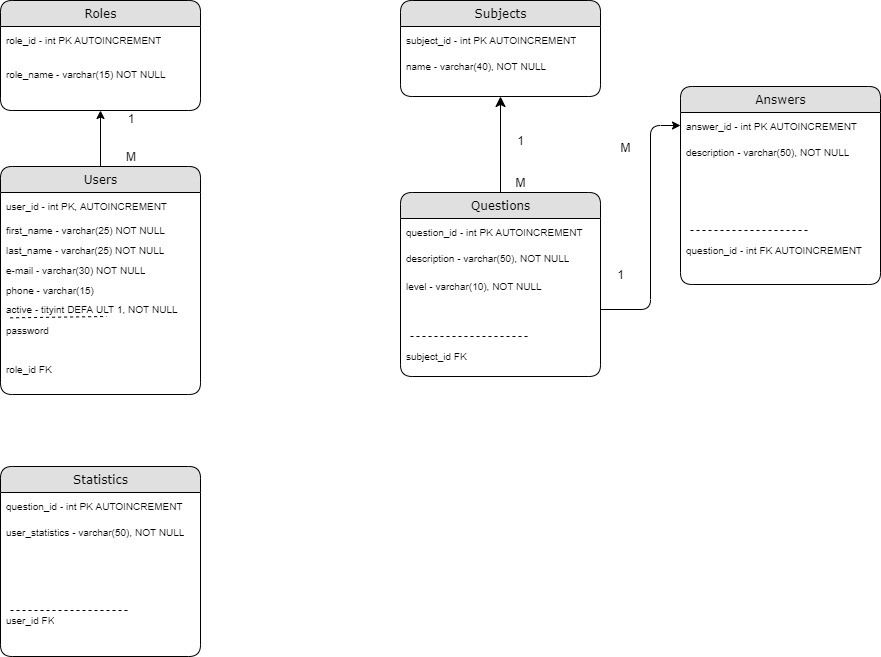 Roles
role_id - int PK AUTOINCREMENT
role_name - varchar(15) NOT NULL
1
M
Users
user_id - int PK, AUTOINCREMENT
first_name - varchar(25) NOT NULL
last_name - varchar(25) NOT NULL
e-mail - varchar(30) NOT NULL
phone - varchar(15)
active - tityint DEFA ULT 1, NOT NULL
password
role_id FK
Subjects
subject_id - int PK AUTOINCREMENT
name - varchar(40), NOT NULL
1
M
Questions
question_id - int PK AUTOINCREMENT
description - varchar(50), NOT NULL
level - varchar(10), NOT NULL
subject_id FK
M
1
Answers
answer_id - int PK AUTOINCREMENT
description - varchar(50), NOT NULL
question_id - int FK AUTOINCREMENT
Statistics
question_id - int PK AUTOINCREMENT
user_statistics - varchar(50), NOT NULL
user_id FK